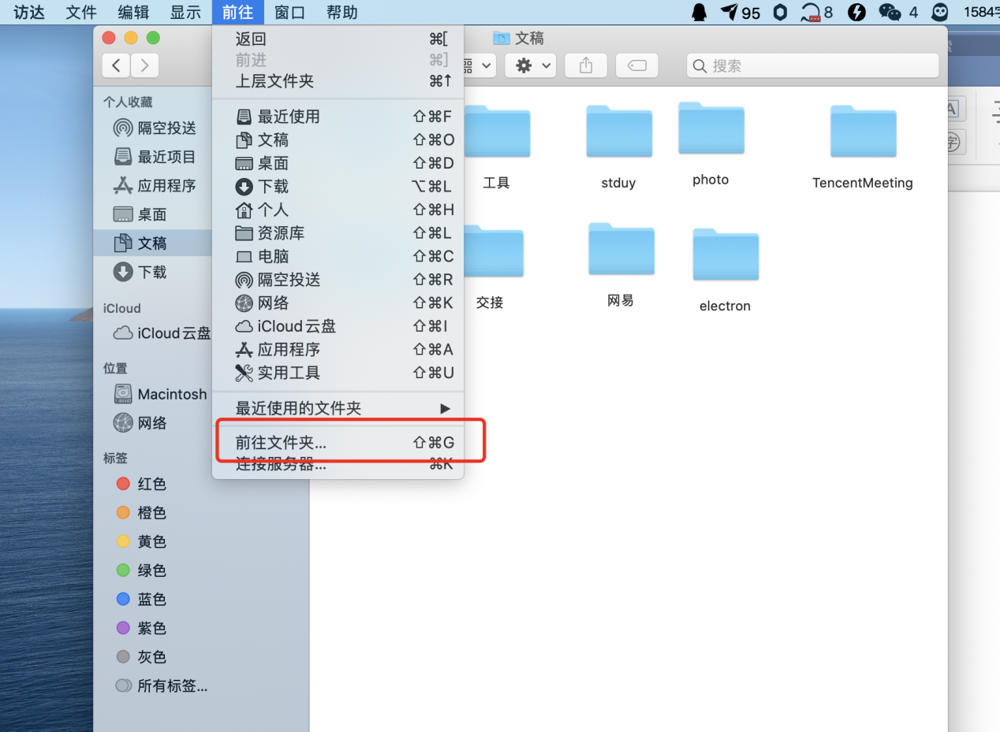 访达 文件 编辑 显示 前往 窗口 帮助 95 8 4 1584字
返回 ⌘[
前进 ⌘]
上层文件夹 ⌘↑
最近使用 ⇧⌘F
文稿 ⇧⌘O
桌面 ⇧⌘D
下载 ⌥⌘L
个人 ⇧⌘H
资源库 ⇧⌘L
电脑 ⇧⌘C
隔空投送 ⇧⌘R
网络 ⇧⌘K
iCloud 云盘 ⇧⌘I
应用程序 ⇧⌘A
实用工具 ⇧⌘U
最近使用的文件夹 ▶
前往文件夹... ⇧⌘G
连接服务器... ⌘K
文稿
搜索
个人收藏
隔空投送
最近项目
应用程序
桌面
文稿
下载
iCloud
iCloud 云盘
位置
Macintosh
网络
标签
红色
橙色
黄色
绿色
蓝色
紫色
灰色
所有标签...
工具 stduy photo TencentMeeting
交接 网易 electron
A
字